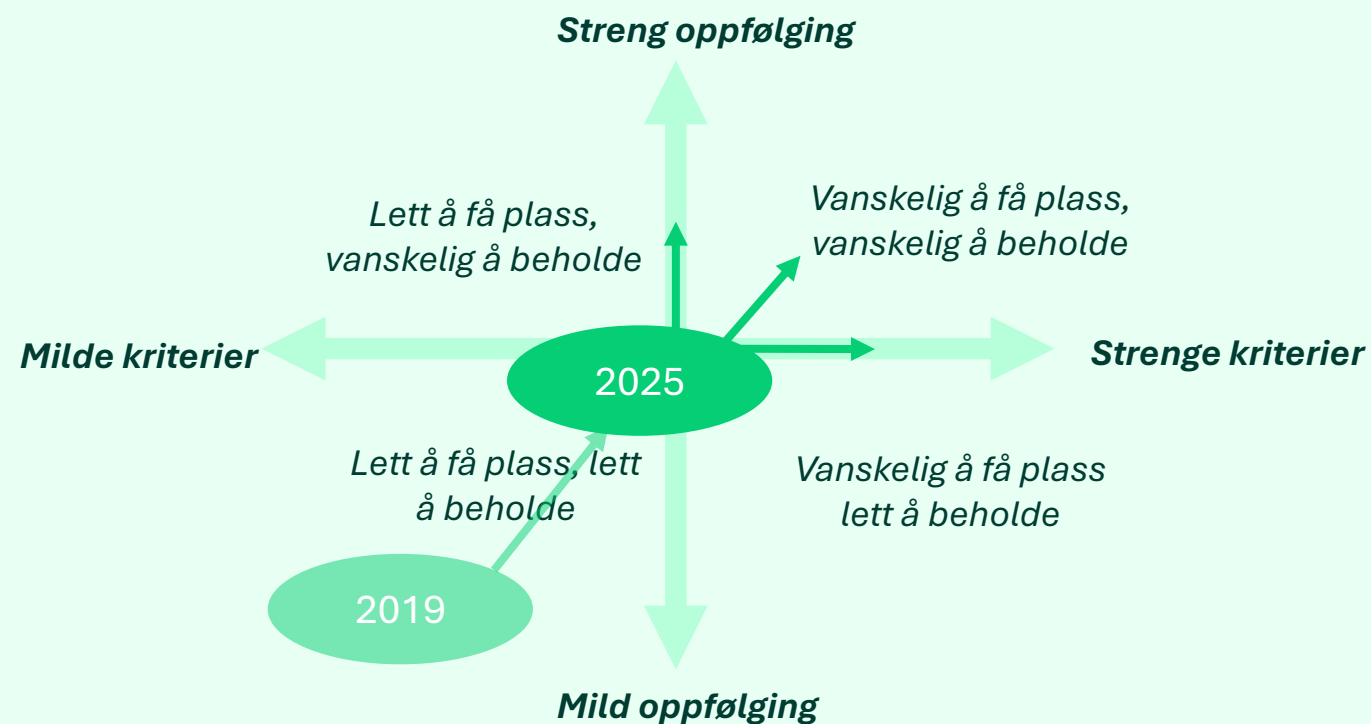 Streng oppfølging
Lett å få plass,
vanskelig å beholde
Vanskelig å få plass,
vanskelig å beholde
Milde kriterier
2025
Strenge kriterier
Lett å få plass, lett
å beholde
Vanskelig å få plass
lett å beholde
2019
Mild oppfølging